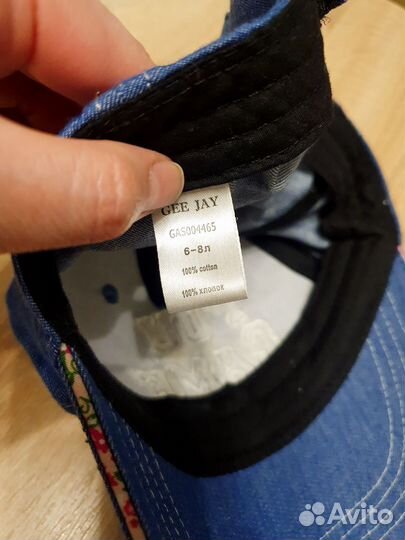 GEE JAY
GAS004465
6-8л
100% cotton
100% хлопок
Avito